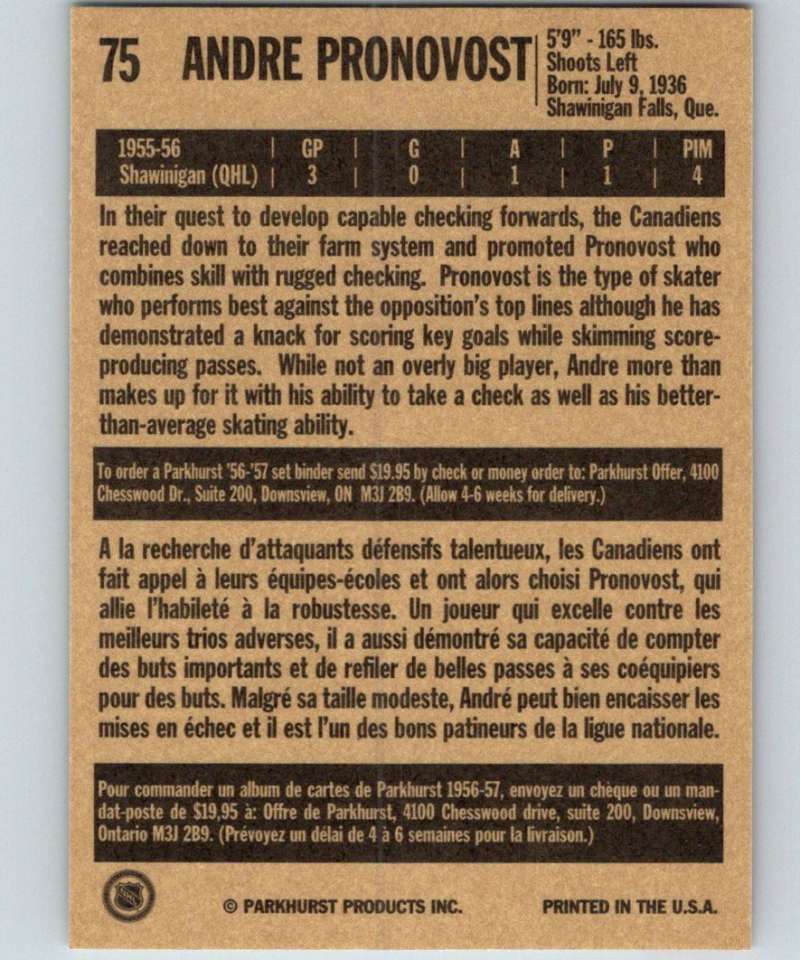 75 ANDRE PRONOVOST
5'9" - 165 lbs.
Shoots Left
Born: July 9, 1936
Shawinigan Falls, Que.
1955-56 | GP | G | A | P | PIM
Shawinigan (QHL) | 3 | 0 | 1 | 1 | 4
In their quest to develop capable checking forwards, the Canadiens
reached down to their farm system and promoted Pronovost who
combines skill with rugged checking. Pronovost is the type of skater
who performs best against the opposition's top lines although he has
demonstrated a knack for scoring key goals while skimming score-
producing passes. While not an overly big player, Andre more than
makes up for it with his ability to take a check as well as his better-
than-average skating ability.
To order a Parkhurst '56-'57 set binder send $19.95 by check or money order to: Parkhurst Offer, 4100
Chesswood Dr., Suite 200, Downsview, ON M3J 2B9. (Allow 4-6 weeks for delivery.)
A la recherche d'attaquants défensifs talentueux, les Canadiens ont
fait appel à leurs équipes-écoles et ont alors choisi Pronovost, qui
allie l'habileté à la robustesse. Un joueur qui excelle contre les
meilleurs trios adverses, il a aussi démontré sa capacité de compter
des buts importants et de refiler de belles passes à ses coéquipiers
pour des buts. Malgré sa taille modeste, André peut bien encaisser les
mises en échec et il est l'un des bons patineurs de la ligue nationale.
Pour commander un album de cartes de Parkhurst 1956-57, envoyez un chèque ou un man-
dat-poste de $19,95 à: Offre de Parkhurst, 4100 Chesswood drive, suite 200, Downsview,
Ontario M3J 2B9. (Prévoyez un délai de 4 à 6 semaines pour la livraison.)
© PARKHURST PRODUCTS INC. PRINTED IN THE U.S.A.